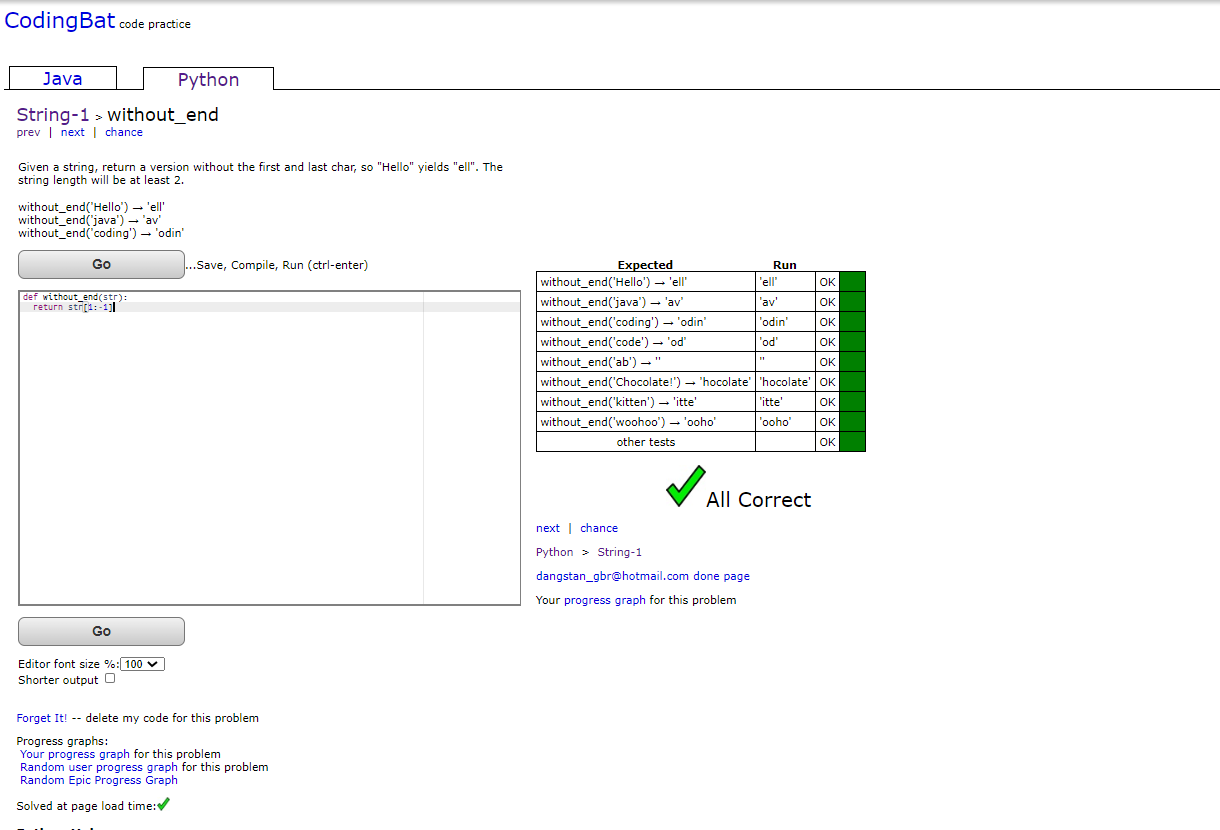 CodingBat code practice
Java
Python
String-1 > without_end
prev | next | chance
Given a string, return a version without the first and last char, so "Hello" yields "ell". The
string length will be at least 2.
without_end('Hello') → 'ell'
without_end('java') → 'av'
without_end('coding') → 'odin'
Go
...Save, Compile, Run (ctrl-enter)
def without_end(str):
  return str[1:-1]
Go
Editor font size %: 100
Shorter output
Forget It! -- delete my code for this problem
Progress graphs:
Your progress graph for this problem
Random user progress graph for this problem
Random Epic Progress Graph
Solved at page load time:
Expected Run
without_end('Hello') → 'ell' 'ell' OK
without_end('java') → 'av' 'av' OK
without_end('coding') → 'odin' 'odin' OK
without_end('code') → 'od' 'od' OK
without_end('ab') → '' '' OK
without_end('Chocolate!') → 'hocolate' 'hocolate' OK
without_end('kitten') → 'itte' 'itte' OK
without_end('woohoo') → 'ooho' 'ooho' OK
other tests OK
All Correct
next | chance
Python > String-1
dangstan_gbr@hotmail.com done page
Your progress graph for this problem